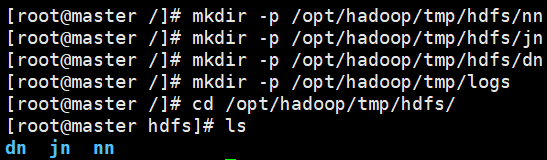 [root@master /]# mkdir -p /opt/hadoop/tmp/hdfs/nn
[root@master /]# mkdir -p /opt/hadoop/tmp/hdfs/jn
[root@master /]# mkdir -p /opt/hadoop/tmp/hdfs/dn
[root@master /]# mkdir -p /opt/hadoop/tmp/logs
[root@master /]# cd /opt/hadoop/tmp/hdfs/
[root@master hdfs]# ls
dn  jn  nn